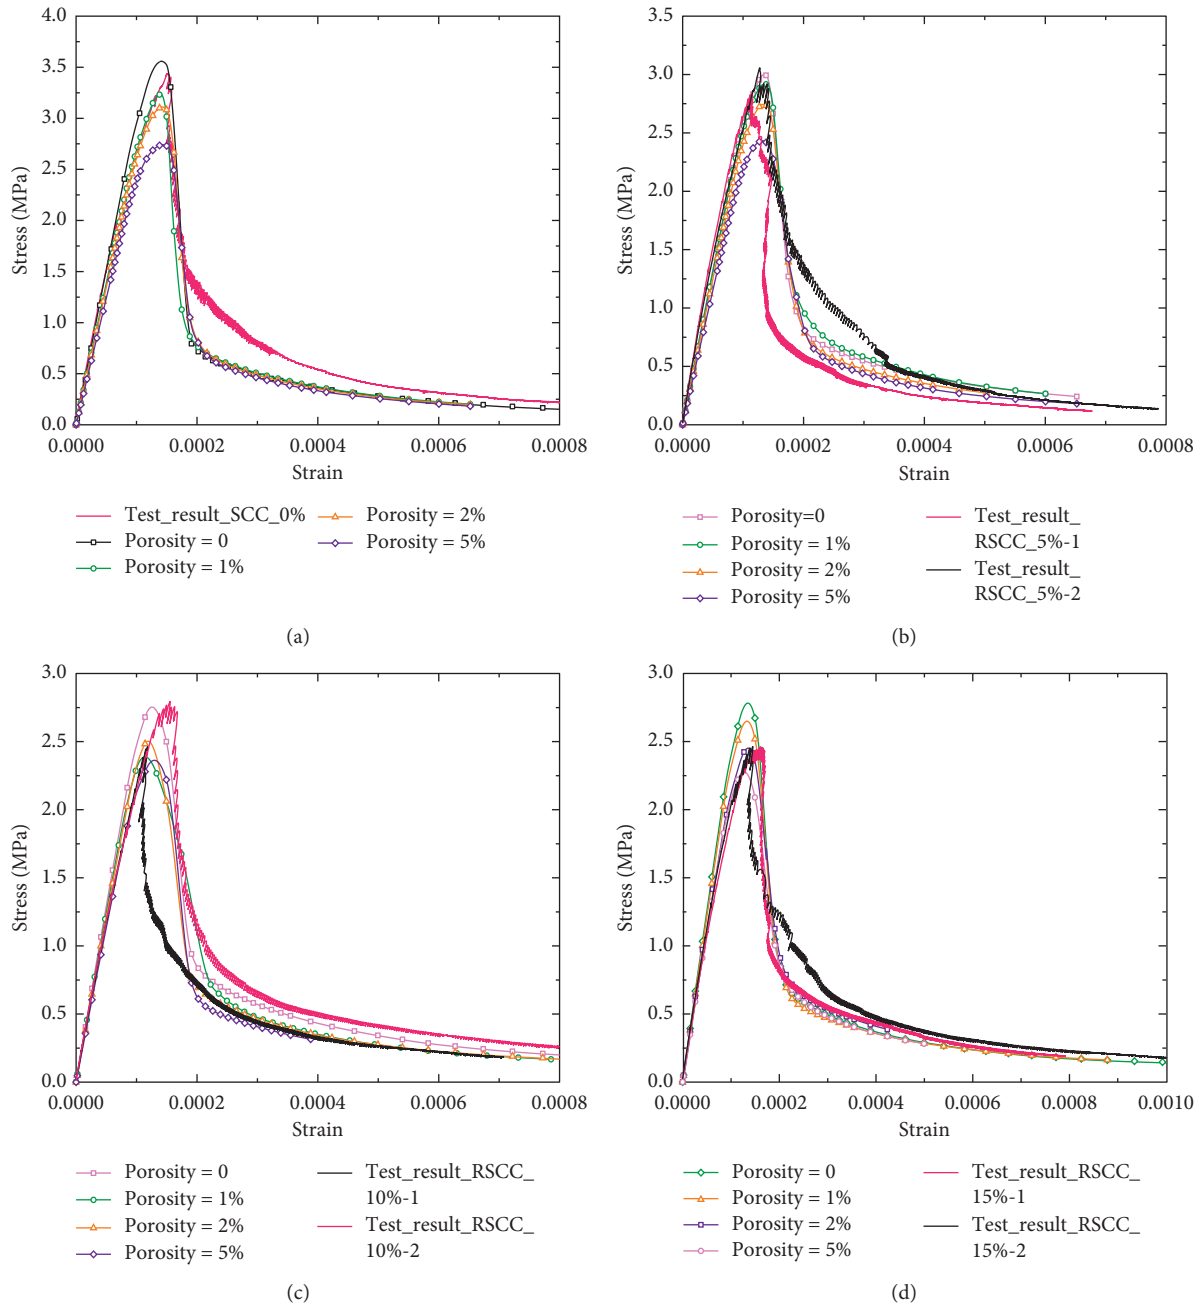 4.0
3.5
3.0
2.5
2.0
1.5
1.0
0.5
0.0
Stress (MPa)
0.0000 0.0002 0.0004 0.0006 0.0008
Strain
Test_result_SCC_0%
Porosity = 0
Porosity = 1%
Porosity = 2%
Porosity = 5%
(a)
3.5
3.0
2.5
2.0
1.5
1.0
0.5
0.0
Stress (MPa)
0.0000 0.0002 0.0004 0.0006 0.0008
Strain
Porosity=0
Porosity = 1%
Porosity = 2%
Porosity = 5%
Test_result_
RSCC_5%-1
Test_result_
RSCC_5%-2
(b)
3.0
2.5
2.0
1.5
1.0
0.5
0.0
Stress (MPa)
0.0000 0.0002 0.0004 0.0006 0.0008
Strain
Porosity = 0
Porosity = 1%
Porosity = 2%
Porosity = 5%
Test_result_RSCC_
10%-1
Test_result_RSCC_
10%-2
(c)
3.0
2.5
2.0
1.5
1.0
0.5
0.0
Stress (MPa)
0.0000 0.0002 0.0004 0.0006 0.0008 0.0010
Strain
Porosity = 0
Porosity = 1%
Porosity = 2%
Porosity = 5%
Test_result_RSCC_
15%-1
Test_result_RSCC_
15%-2
(d)